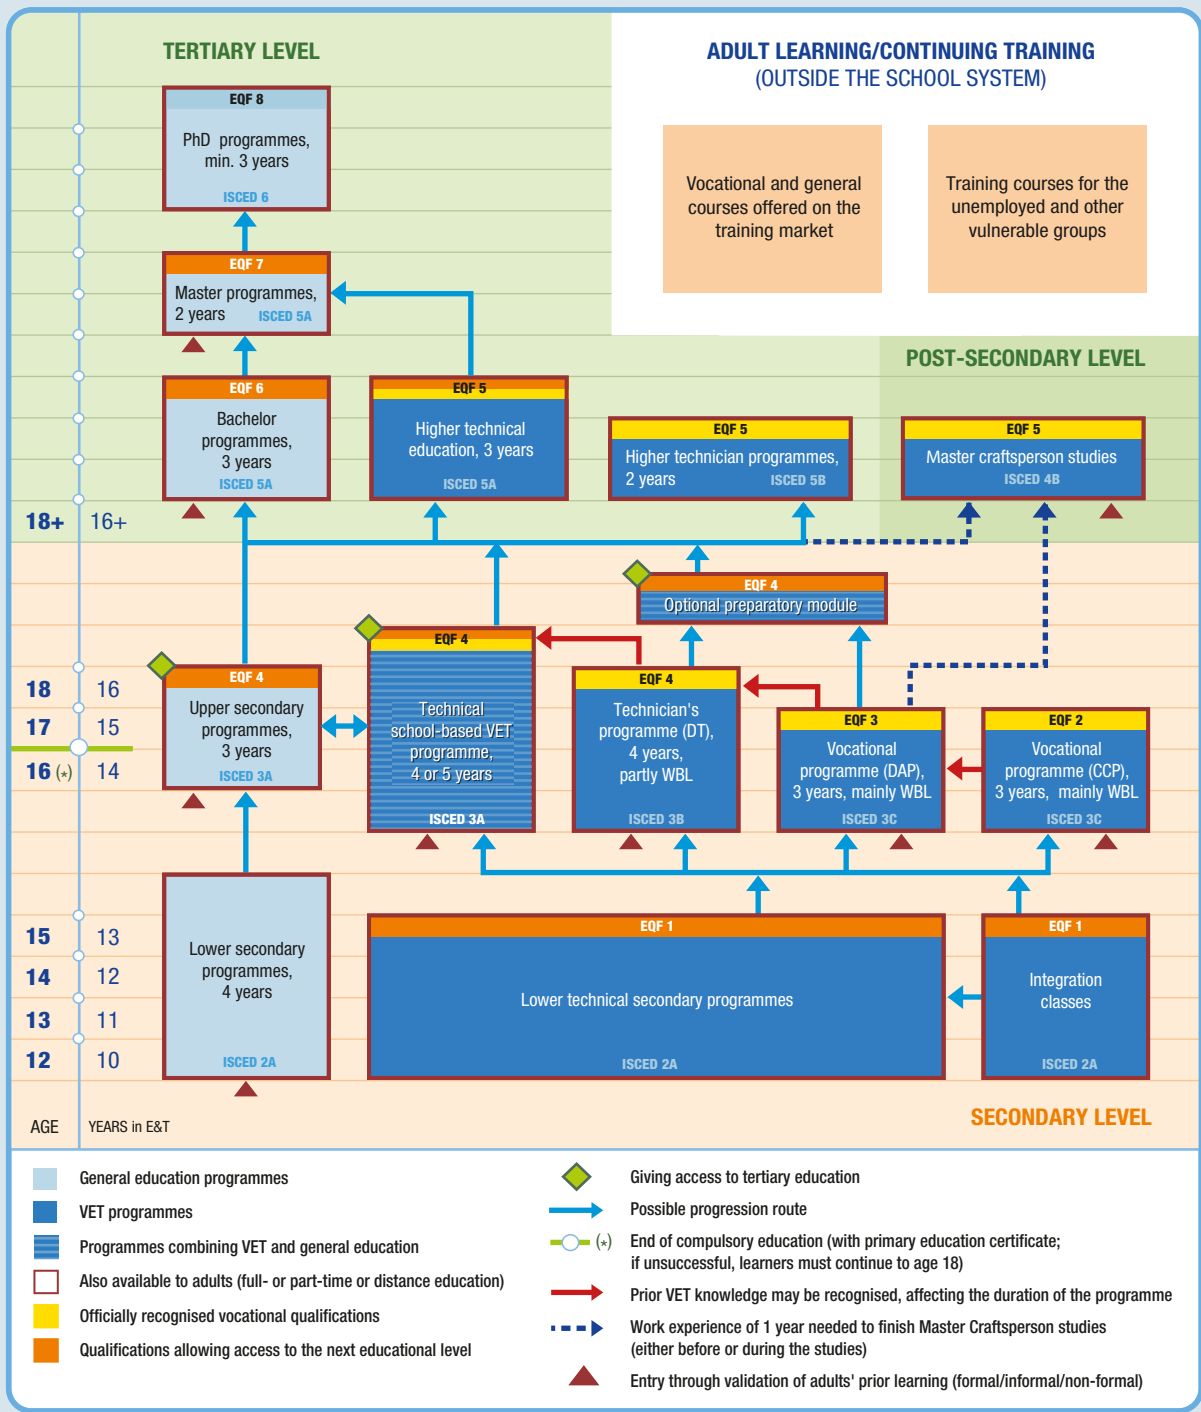 TERTIARY LEVEL
ADULT LEARNING/CONTINUING TRAINING
(OUTSIDE THE SCHOOL SYSTEM)
EQF 8
PhD programmes,
min. 3 years
ISCED 6
Vocational and general
courses offered on the
training market
Training courses for the
unemployed and other
vulnerable groups
EQF 7
Master programmes,
2 years
ISCED 5A
POST-SECONDARY LEVEL
EQF 6
Bachelor
programmes,
3 years
ISCED 5A
EQF 5
Higher technical
education, 3 years
ISCED 5A
EQF 5
Higher technician programmes,
2 years
ISCED 5B
EQF 5
Master craftsperson studies
ISCED 4B
18+
16+
EQF 4
Optional preparatory module
EQF 4
Upper secondary
programmes,
3 years
ISCED 3A
EQF 4
Technical
school-based VET
programme,
4 or 5 years
ISCED 3A
EQF 4
Technician's
programme (DT),
4 years,
partly WBL
ISCED 3B
EQF 3
Vocational
programme (DAP),
3 years, mainly WBL
ISCED 3C
EQF 2
Vocational
programme (CCP),
3 years, mainly WBL
ISCED 3C
18 16
17 15
16 (*) 14
Lower secondary
programmes,
4 years
ISCED 2A
EQF 1
Lower technical secondary programmes
ISCED 2A
EQF 1
Integration
classes
ISCED 2A
15 13
14 12
13 11
12 10
AGE
YEARS in E&T
SECONDARY LEVEL
General education programmes
VET programmes
Programmes combining VET and general education
Also available to adults (full- or part-time or distance education)
Officially recognised vocational qualifications
Qualifications allowing access to the next educational level
Giving access to tertiary education
Possible progression route
(*) End of compulsory education (with primary education certificate;
if unsuccessful, learners must continue to age 18)
Prior VET knowledge may be recognised, affecting the duration of the programme
Work experience of 1 year needed to finish Master Craftsperson studies
(either before or during the studies)
Entry through validation of adults' prior learning (formal/informal/non-formal)